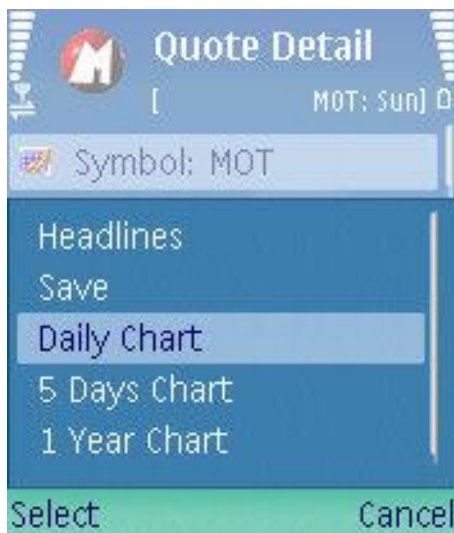 Quote Detail
[ MOT: Sun]
Symbol: MOT
Headlines
Save
Daily Chart
5 Days Chart
1 Year Chart
Select Cancel